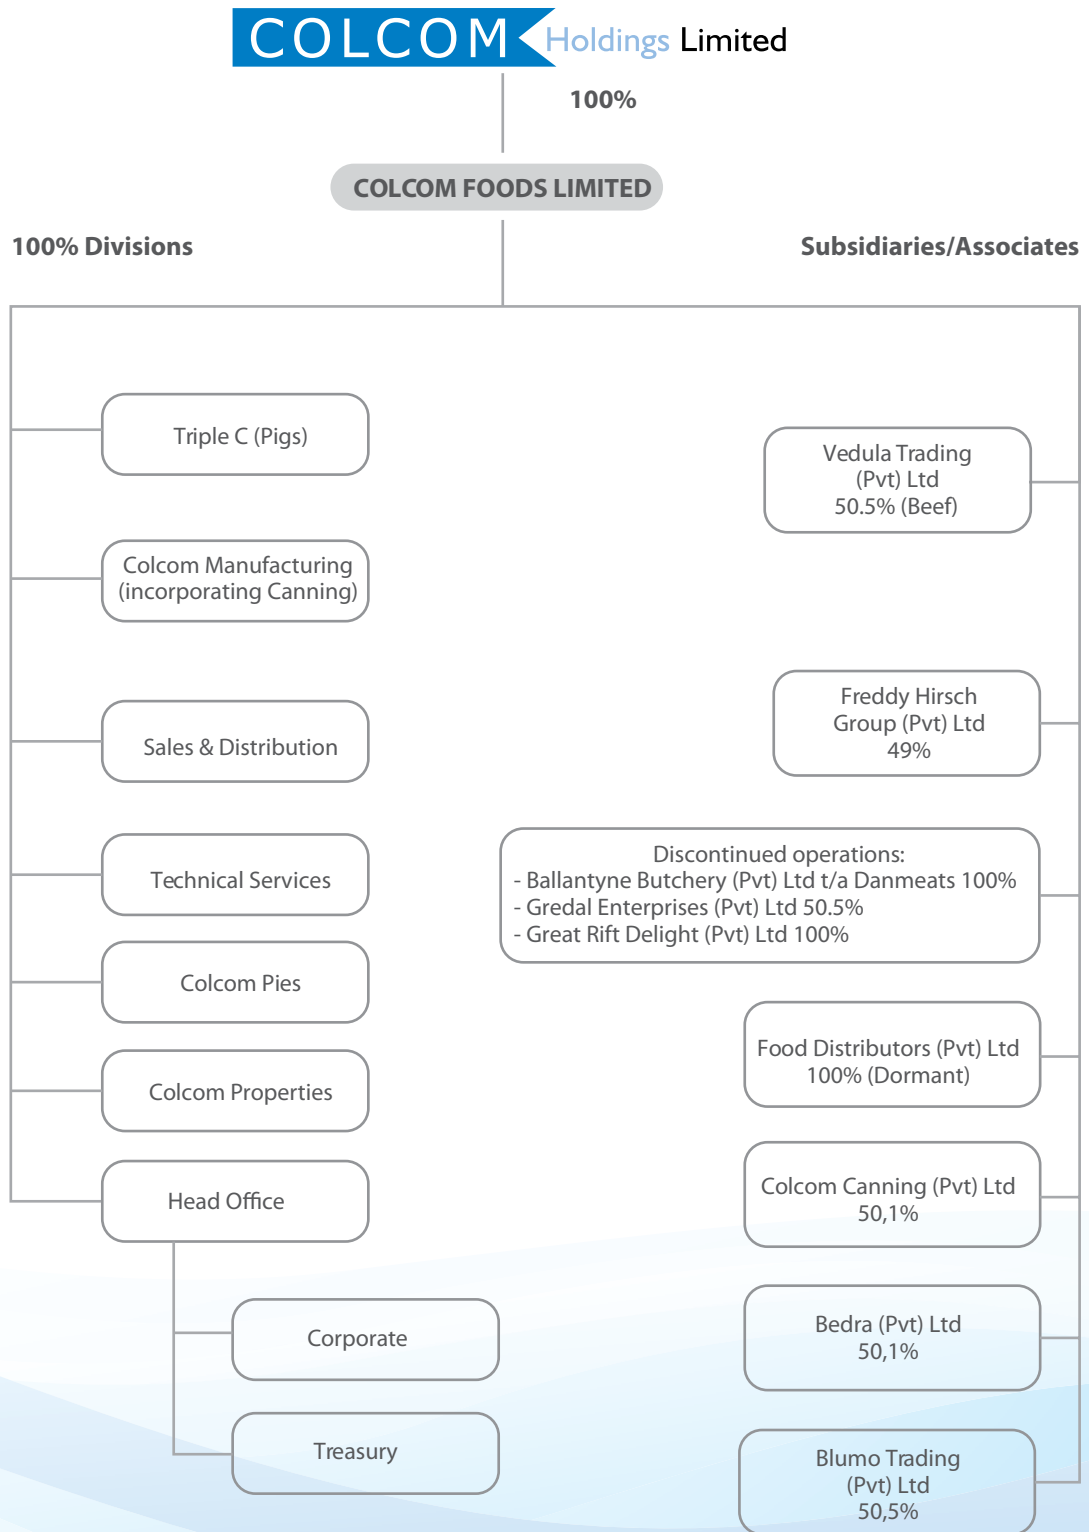 COLCOM Holdings Limited
100%
COLCOM FOODS LIMITED
100% Divisions
Subsidiaries/Associates
Triple C (Pigs)
Colcom Manufacturing
(incorporating Canning)
Sales & Distribution
Technical Services
Colcom Pies
Colcom Properties
Head Office
Corporate
Treasury
Vedula Trading
(Pvt) Ltd
50.5% (Beef)
Freddy Hirsch
Group (Pvt) Ltd
49%
Discontinued operations:
- Ballantyne Butchery (Pvt) Ltd t/a Danmeats 100%
- Gredal Enterprises (Pvt) Ltd 50.5%
- Great Rift Delight (Pvt) Ltd 100%
Food Distributors (Pvt) Ltd
100% (Dormant)
Colcom Canning (Pvt) Ltd
50,1%
Bedra (Pvt) Ltd
50,1%
Blumo Trading
(Pvt) Ltd
50,5%